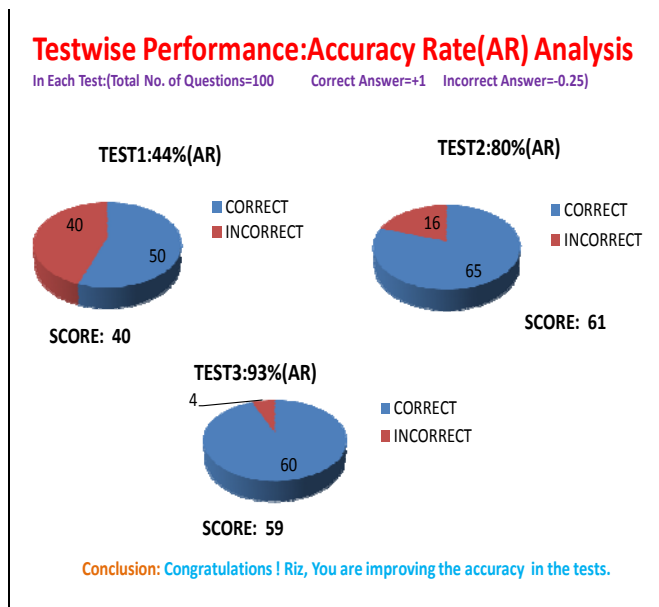 Testwise Performance:Accuracy Rate(AR) Analysis
In Each Test:(Total No. of Questions=100 Correct Answer=+1 Incorrect Answer=-0.25)
TEST1:44%(AR)
40
50
CORRECT
INCORRECT
SCORE: 40
TEST2:80%(AR)
16
65
CORRECT
INCORRECT
SCORE: 61
TEST3:93%(AR)
4
60
CORRECT
INCORRECT
SCORE: 59
Conclusion: Congratulations ! Riz, You are improving the accuracy in the tests.